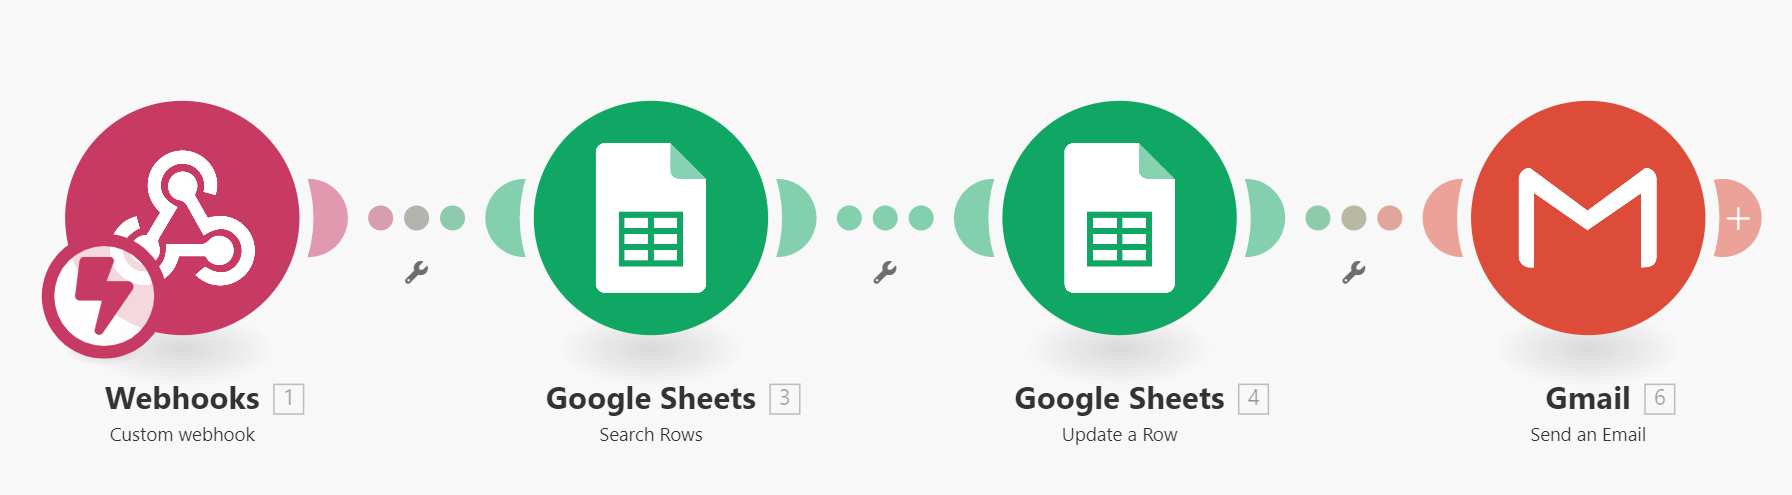 Webhooks 1
Custom webhook
Google Sheets 3
Search Rows
Google Sheets 4
Update a Row
Gmail 6
Send an Email